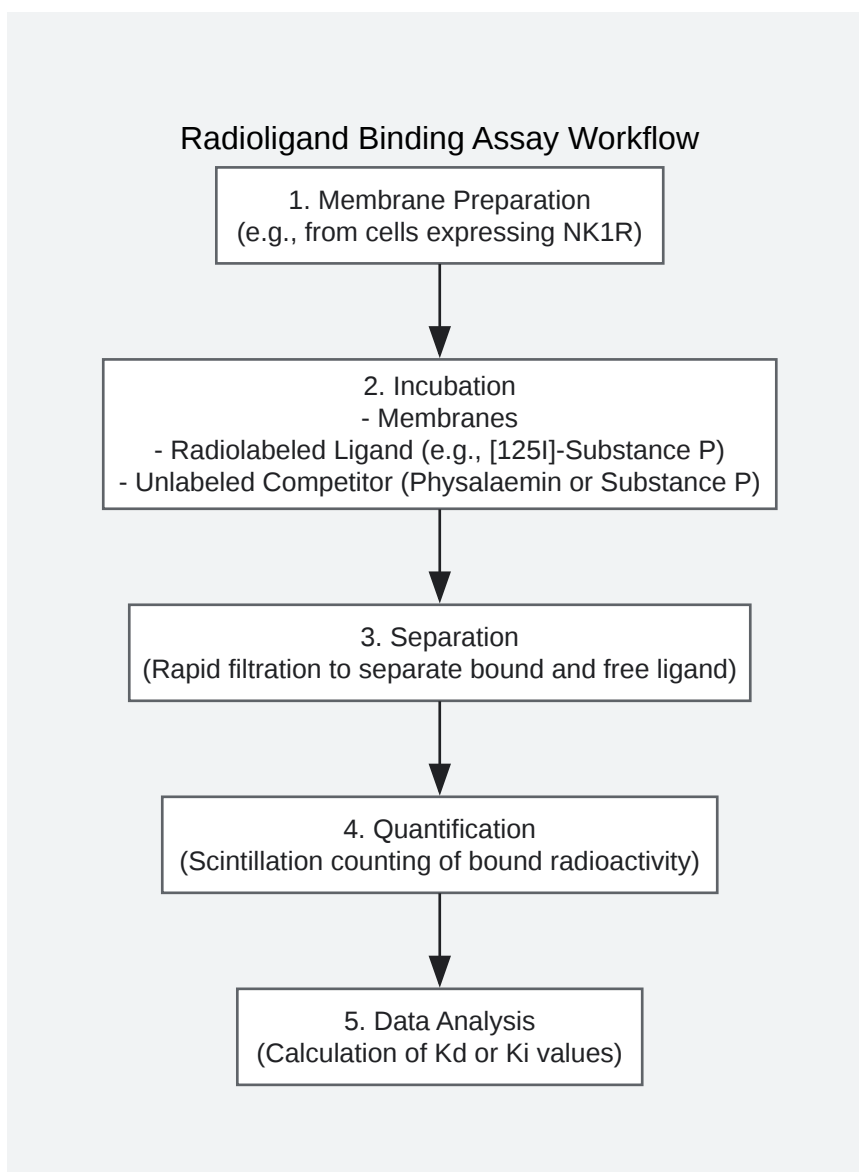 Radioligand Binding Assay Workflow
1. Membrane Preparation
(e.g., from cells expressing NK1R)
2. Incubation
- Membranes
- Radiolabeled Ligand (e.g., [125I]-Substance P)
- Unlabeled Competitor (Physalaemin or Substance P)
3. Separation
(Rapid filtration to separate bound and free ligand)
4. Quantification
(Scintillation counting of bound radioactivity)
5. Data Analysis
(Calculation of Kd or Ki values)